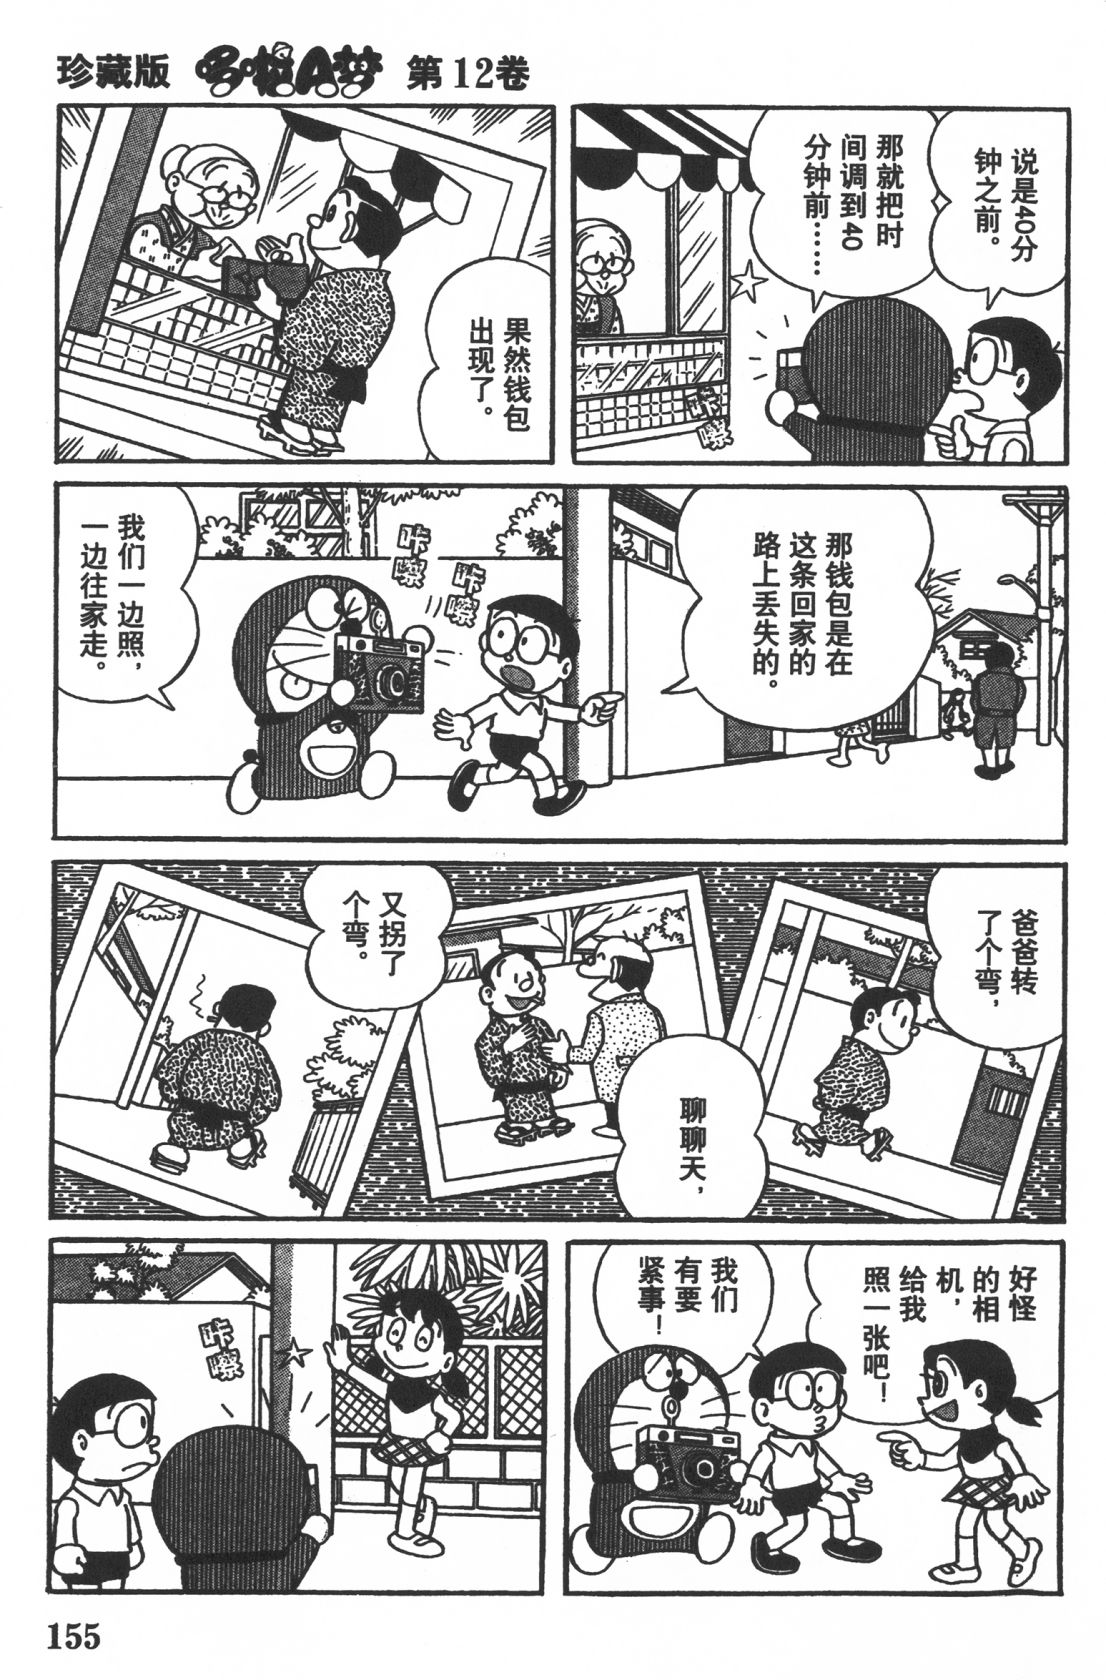 珍藏版 哆啦A梦 第12卷
说是40分
钟之前。
那就把时
间调到40
分钟前……
咔嚓
果然钱包
出现了。
那钱包是在
这条回家的
路上丢失的。
咔嚓
咔嚓
我们一边照，
一边往家走。
爸爸转
了个弯，
聊聊天，
又拐了
个弯。
好怪
的相
机，
给我
照一张吧！
我们
有要
紧事！
咔嚓
155